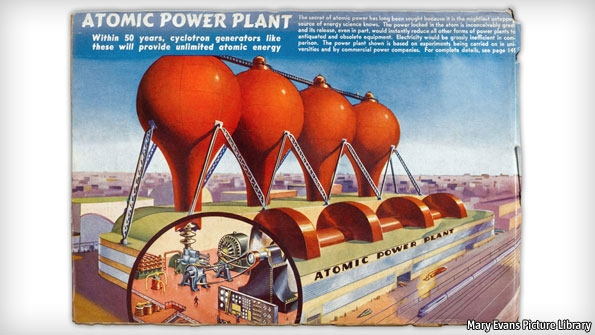 ATOMIC POWER PLANT
Within 50 years, cyclotron generators like
these will provide unlimited atomic energy
The secret of atomic power has long been sought because it is the mightiest untapped
source of energy science knows. The power locked in the atom is inconceivably great
and its release, even in part, would instantly reduce all other forms of power plants to
antiquated and obsolete equipment. Electricity would be grossly inefficient in com-
parison. The power plant shown is based on experiments being carried on in uni-
versities and by commercial power companies. For complete details, see page
ATOMIC POWER PLANT
Mary Evans Picture Library